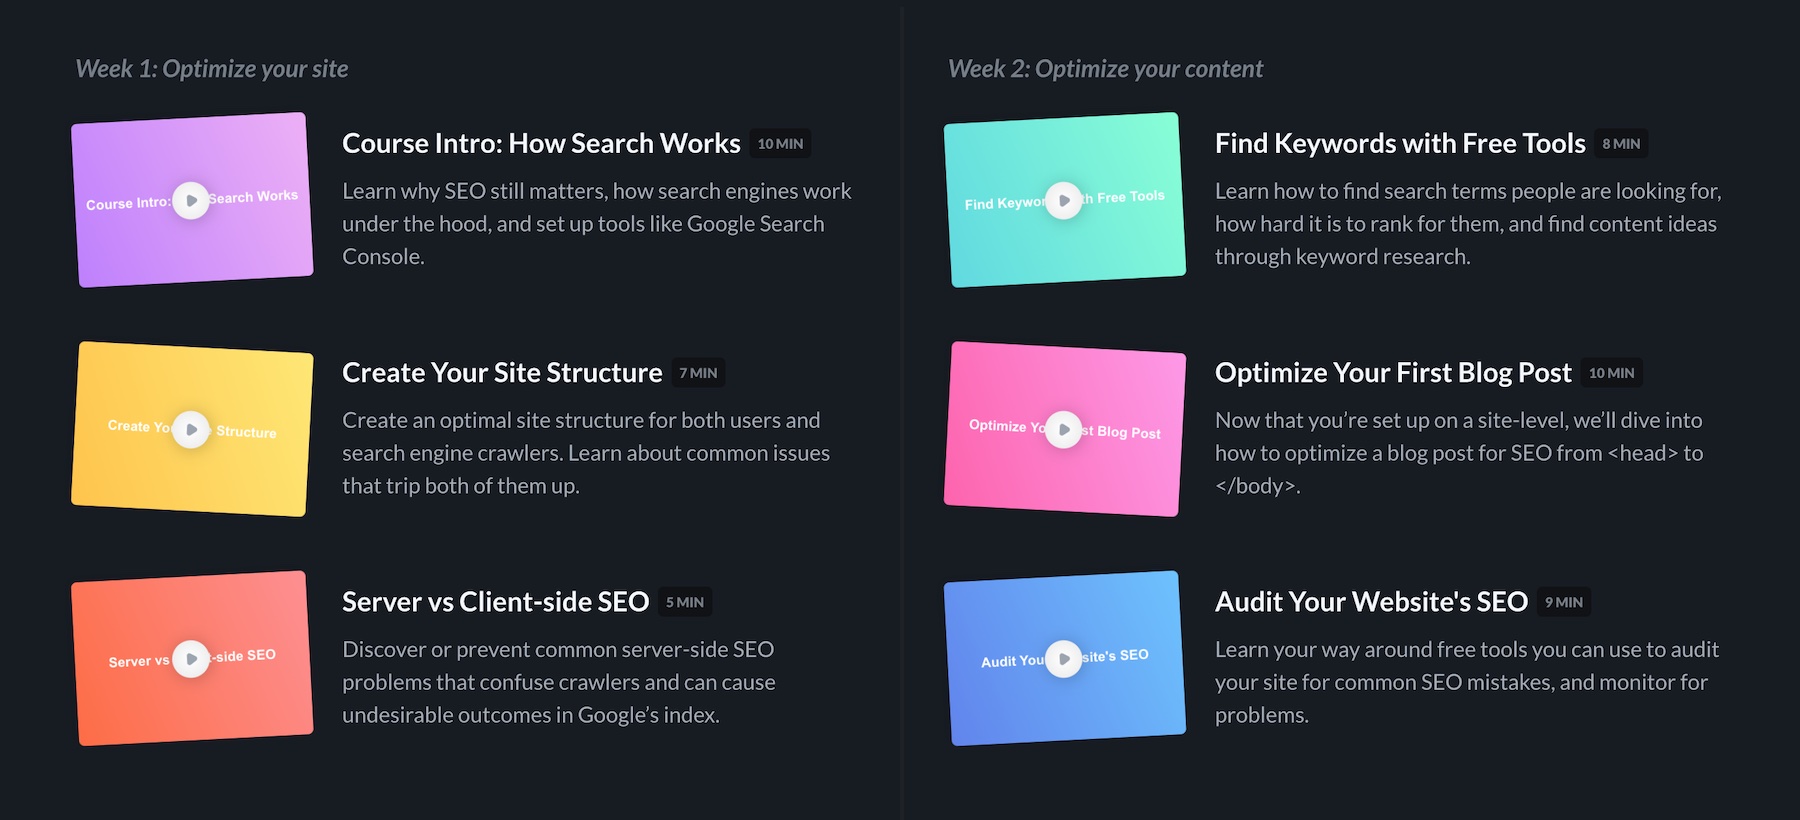 Week 1: Optimize your site
Course Intro: Search Works
Course Intro: How Search Works 10 MIN
Learn why SEO still matters, how search engines work
under the hood, and set up tools like Google Search
Console.
Create Yo Structure
Create Your Site Structure 7 MIN
Create an optimal site structure for both users and
search engine crawlers. Learn about common issues
that trip both of them up.
Server vs t-side SEO
Server vs Client-side SEO 5 MIN
Discover or prevent common server-side SEO
problems that confuse crawlers and can cause
undesirable outcomes in Google’s index.
Week 2: Optimize your content
Find Keywor th Free Tools
Find Keywords with Free Tools 8 MIN
Learn how to find search terms people are looking for,
how hard it is to rank for them, and find content ideas
through keyword research.
Optimize Yo st Blog Post
Optimize Your First Blog Post 10 MIN
Now that you’re set up on a site-level, we’ll dive into
how to optimize a blog post for SEO from <head> to
</body>.
Audit You site's SEO
Audit Your Website's SEO 9 MIN
Learn your way around free tools you can use to audit
your site for common SEO mistakes, and monitor for
problems.